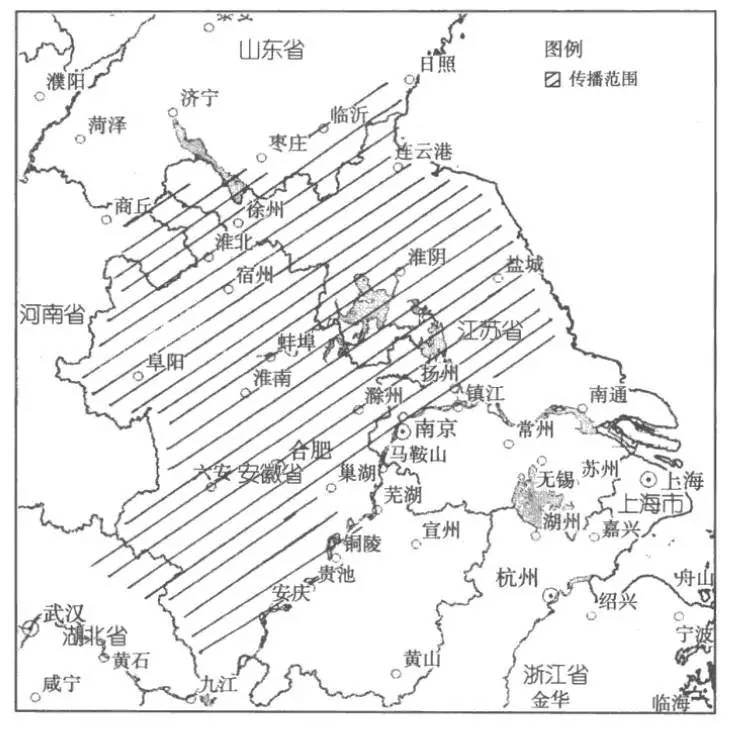 山东省
图例
传播范围
日照
濮阳
济宁
临沂
菏泽
枣庄
连云港
商丘
徐州
淮北
淮阴
宿州
盐城
河南省
江苏省
蚌埠
阜阳
淮南
扬州
滁州
镇江
南通
南京
常州
合肥
马鞍山
六安
安徽省
巢湖
无锡
苏州
上海
上海市
芜湖
湖州
嘉兴
宣州
铜陵
贵池
杭州
舟山
安庆
绍兴
武汉
湖北省
宁波
黄石
黄山
浙江省
咸宁
九江
金华
临海